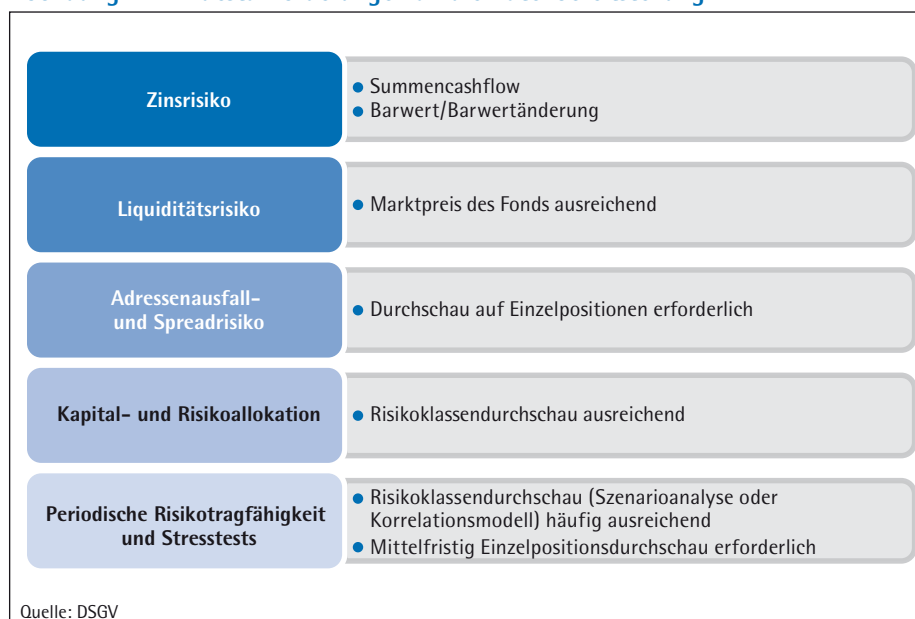 Zinsrisiko
• Summencashflow
• Barwert/Barwertänderung
Liquiditätsrisiko
• Marktpreis des Fonds ausreichend
Adressenausfall-
und Spreadrisiko
• Durchschau auf Einzelpositionen erforderlich
Kapital- und Risikoallokation
• Risikoklassendurchschau ausreichend
Periodische Risikotragfähigkeit
und Stresstests
• Risikoklassendurchschau (Szenarioanalyse oder
Korrelationsmodell) häufig ausreichend
• Mittelfristig Einzelpositionsdurchschau erforderlich
Quelle: DSGV